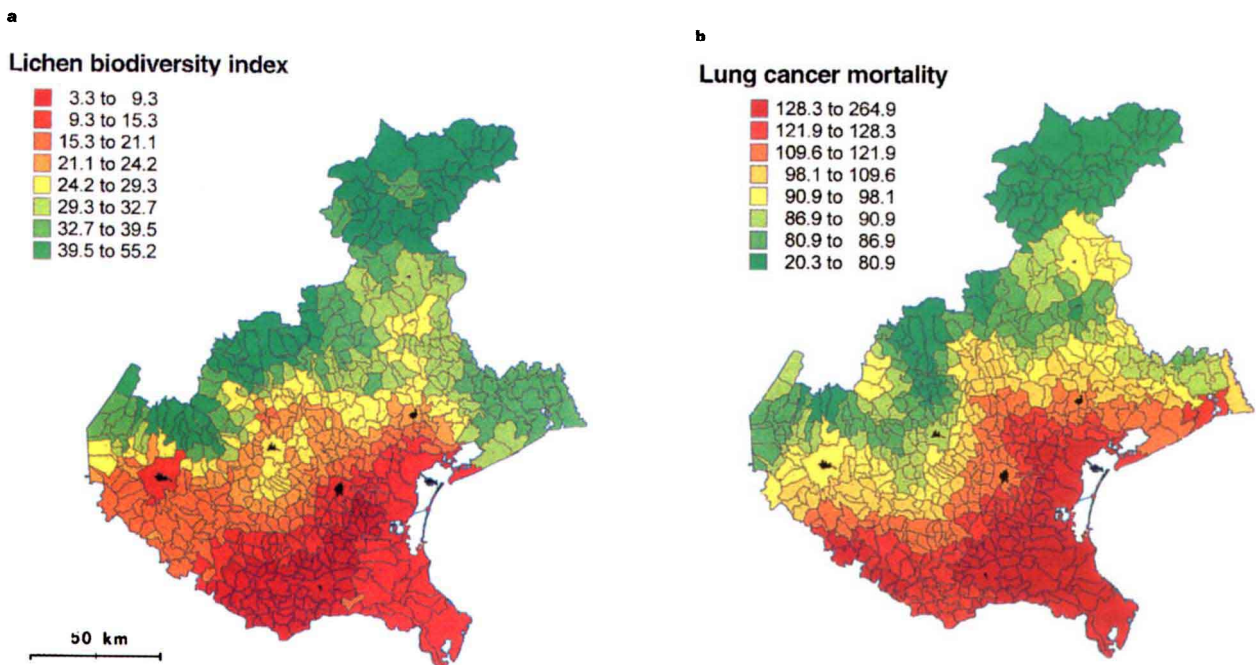 a
Lichen biodiversity index
3.3 to 9.3
9.3 to 15.3
15.3 to 21.1
21.1 to 24.2
24.2 to 29.3
29.3 to 32.7
32.7 to 39.5
39.5 to 55.2
50 km
b
Lung cancer mortality
128.3 to 264.9
121.9 to 128.3
109.6 to 121.9
98.1 to 109.6
90.9 to 98.1
86.9 to 90.9
80.9 to 86.9
20.3 to 80.9